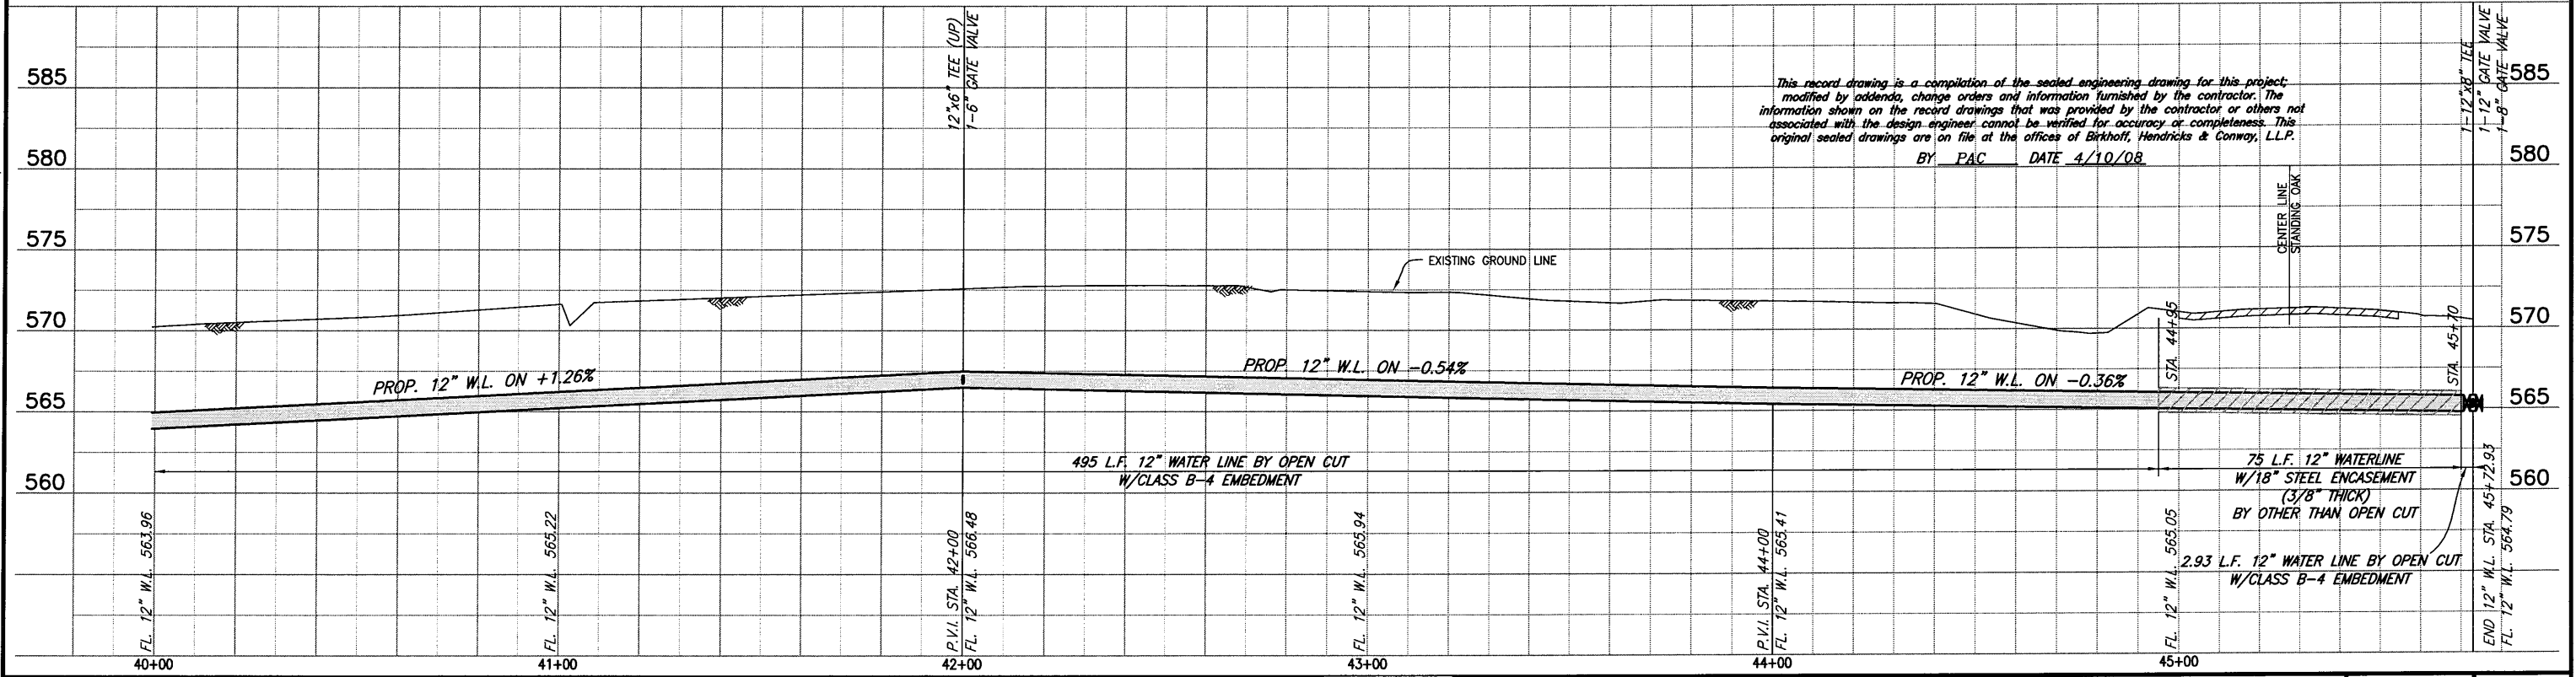 12"x6" TEE (UP)
1-6" GATE VALVE
1-12"x8" TEE
1-12" GATE VALVE
1-8" GATE VALVE
This record drawing is a compilation of the sealed engineering drawing for this project;
modified by addenda, change orders and information furnished by the contractor. The
information shown on the record drawings that was provided by the contractor or others not
associated with the design engineer cannot be verified for accuracy or completeness. This
original sealed drawings are on file at the offices of Birkhoff, Hendricks & Conway, L.L.P.
BY PAC DATE 4/10/08
585 585
580 580
575 575
570 570
565 565
560 560
CENTER LINE
STANDING OAK
EXISTING GROUND LINE
STA. 44+95
STA. 45+70
PROP. 12" W.L. ON +1.26%
PROP. 12" W.L. ON -0.54%
PROP. 12" W.L. ON -0.36%
495 L.F. 12" WATER LINE BY OPEN CUT
W/CLASS B-4 EMBEDMENT
75 L.F. 12" WATERLINE
W/18" STEEL ENCASEMENT
(3/8" THICK)
BY OTHER THAN OPEN CUT
2.93 L.F. 12" WATER LINE BY OPEN CUT
W/CLASS B-4 EMBEDMENT
FL. 12" W.L. 563.96
FL. 12" W.L. 565.22
P.V.I. STA. 42+00
FL. 12" W.L. 566.48
FL. 12" W.L. 565.94
P.V.I. STA. 44+00
FL. 12" W.L. 565.41
FL. 12" W.L. 565.05
END 12" W.L. STA. 45+72.93
FL. 12" W.L. 564.79
40+00 41+00 42+00 43+00 44+00 45+00